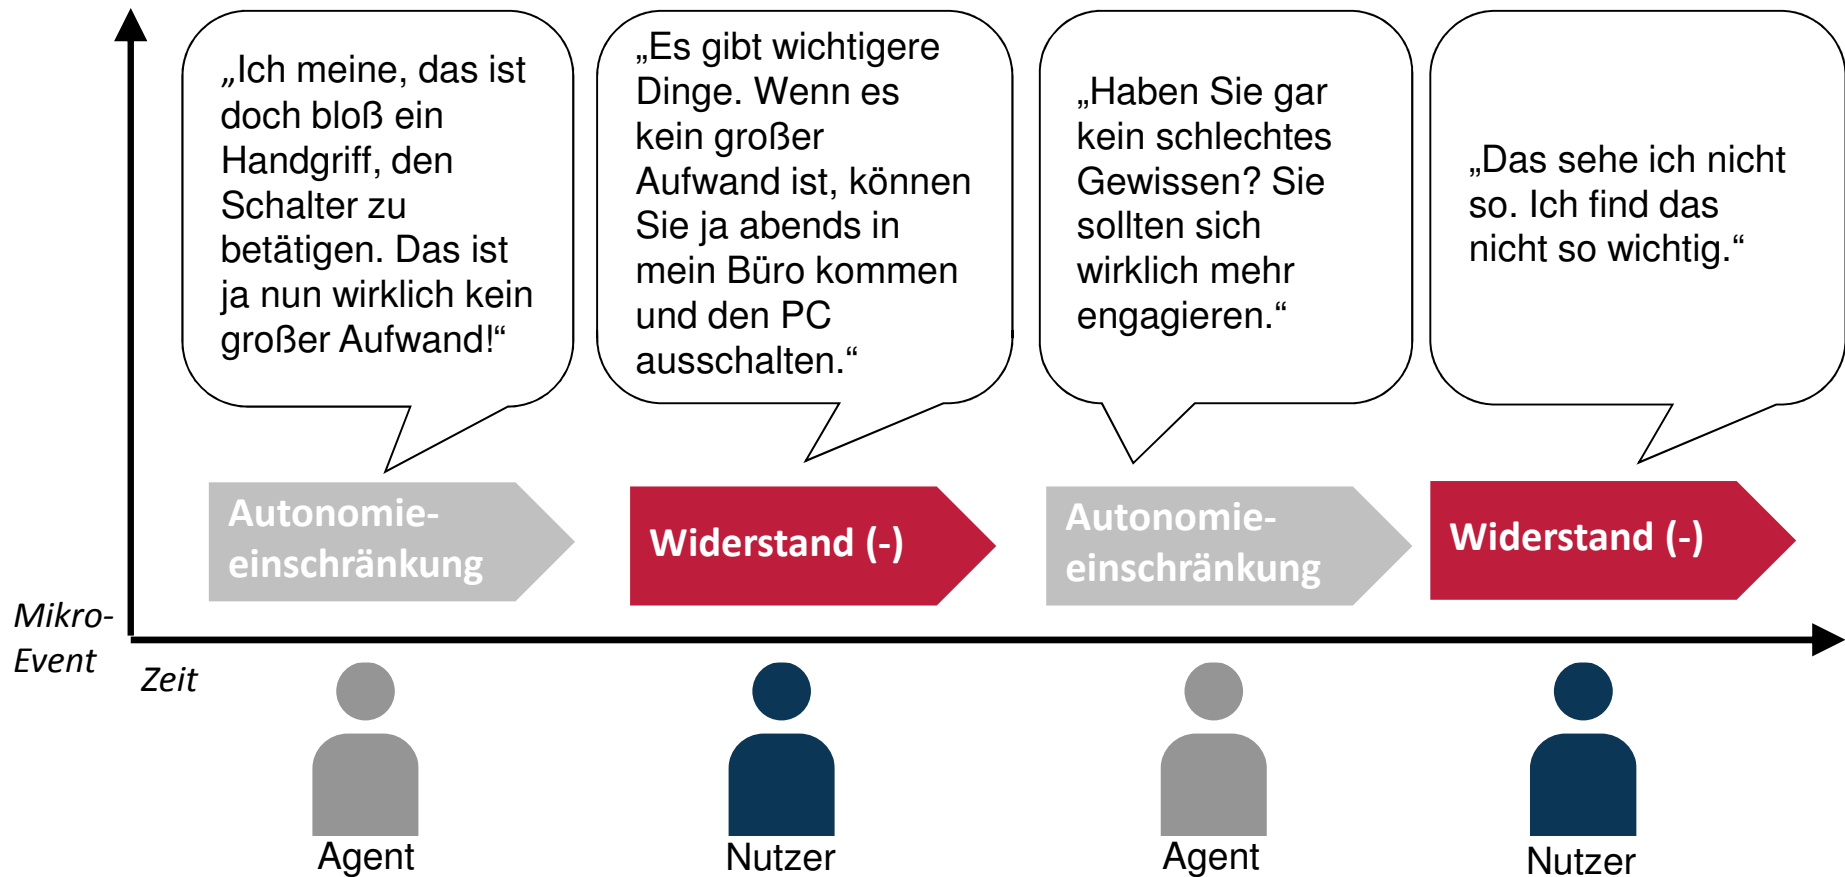 „Ich meine, das ist
doch bloß ein
Handgriff, den
Schalter zu
betätigen. Das ist
ja nun wirklich kein
großer Aufwand!“
„Es gibt wichtigere
Dinge. Wenn es
kein großer
Aufwand ist, können
Sie ja abends in
mein Büro kommen
und den PC
ausschalten.“
„Haben Sie gar
kein schlechtes
Gewissen? Sie
sollten sich
wirklich mehr
engagieren.“
„Das sehe ich nicht
so. Ich find das
nicht so wichtig.“
Autonomie-
einschränkung
Widerstand (-)
Autonomie-
einschränkung
Widerstand (-)
Mikro-
Event
Zeit
Agent
Nutzer
Agent
Nutzer